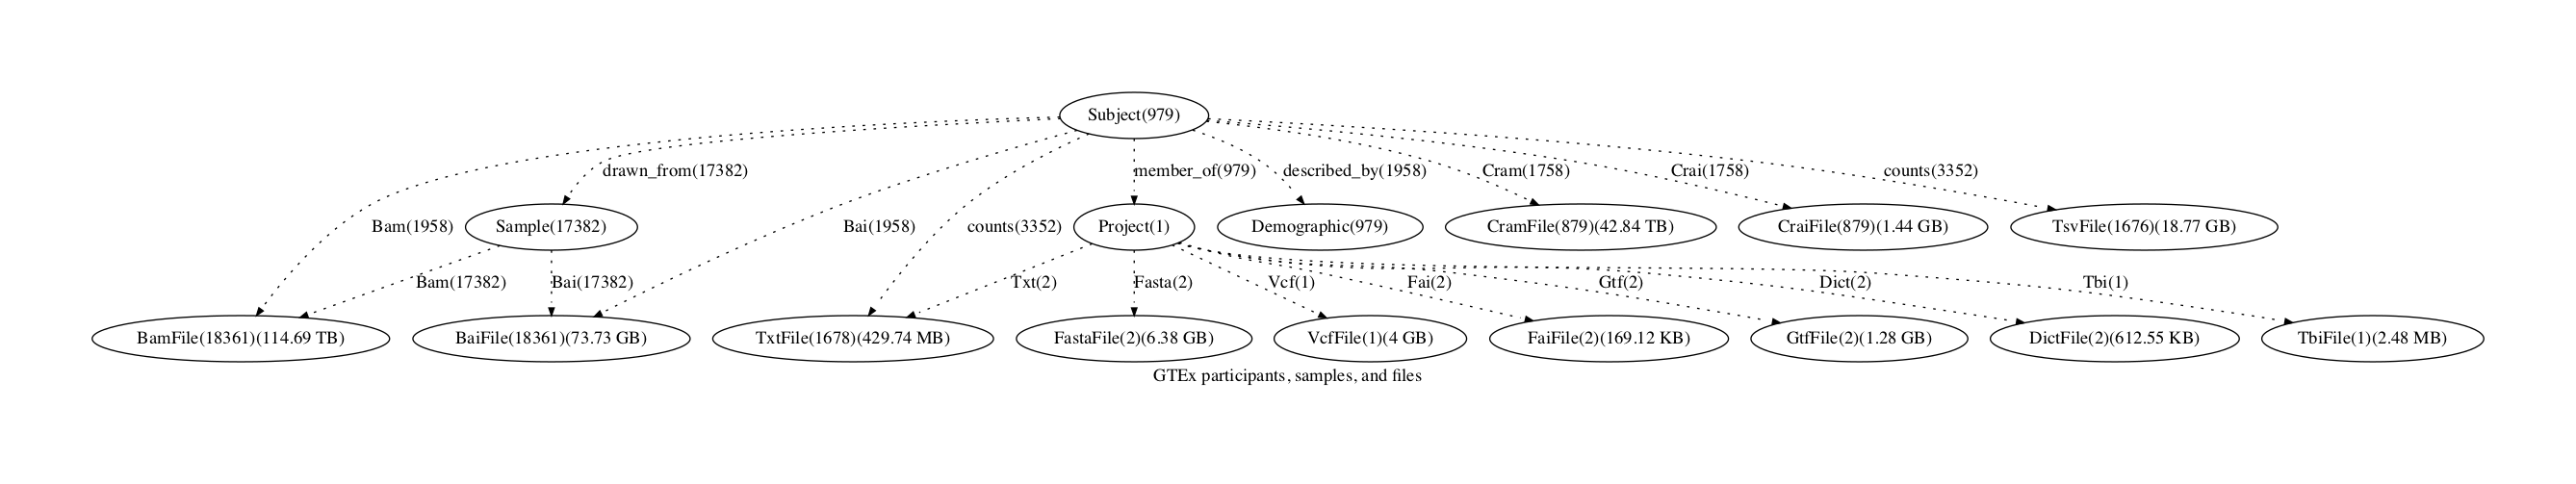 Subject(979)
drawn_from(17382)
member_of(979)
described_by(1958)
Cram(1758)
Crai(1758)
counts(3352)
Bam(1958)
Sample(17382)
Bai(1958)
counts(3352)
Project(1)
Demographic(979)
CramFile(879)(42.84 TB)
CraiFile(879)(1.44 GB)
TsvFile(1676)(18.77 GB)
Bam(17382)
Bai(17382)
Txt(2)
Fasta(2)
Vcf(1)
Fai(2)
Gtf(2)
Dict(2)
Tbi(1)
BamFile(18361)(114.69 TB)
BaiFile(18361)(73.73 GB)
TxtFile(1678)(429.74 MB)
FastaFile(2)(6.38 GB)
VcfFile(1)(4 GB)
FaiFile(2)(169.12 KB)
GtfFile(2)(1.28 GB)
DictFile(2)(612.55 KB)
TbiFile(1)(2.48 MB)
GTEx participants, samples, and files